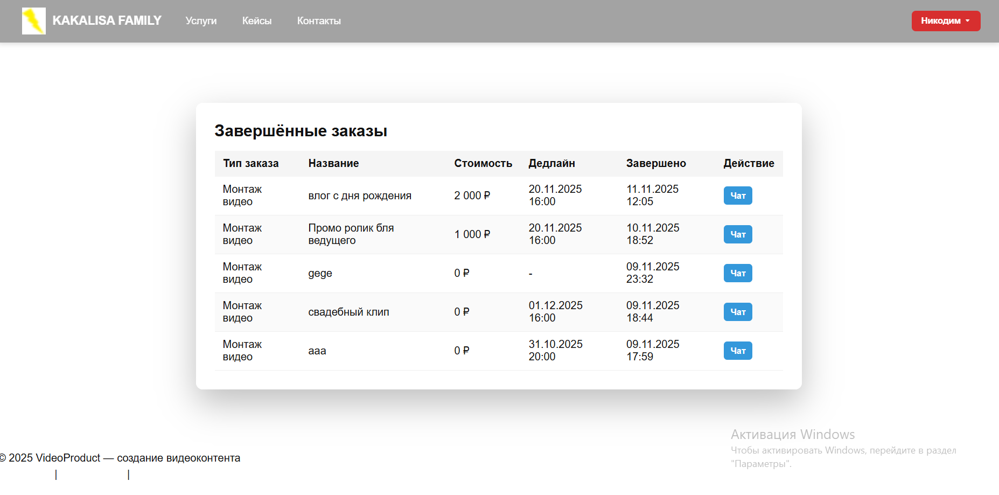 KAKALISA FAMILY Услуги Кейсы Контакты Никодим
Завершённые заказы
Тип заказа Название Стоимость Дедлайн Завершено Действие
Монтаж видео влог с дня рождения 2 000 ₽ 20.11.2025 16:00 11.11.2025 12:05 Чат
Монтаж видео Промо ролик бля ведущего 1 000 ₽ 20.11.2025 16:00 10.11.2025 18:52 Чат
Монтаж видео gege 0 ₽ - 09.11.2025 23:32 Чат
Монтаж видео свадебный клип 0 ₽ 01.12.2025 16:00 09.11.2025 18:44 Чат
Монтаж видео ааа 0 ₽ 31.10.2025 20:00 09.11.2025 17:59 Чат
Активация Windows
Чтобы активировать Windows, перейдите в раздел
"Параметры".
© 2025 VideoProduct — создание видеоконтента
| |